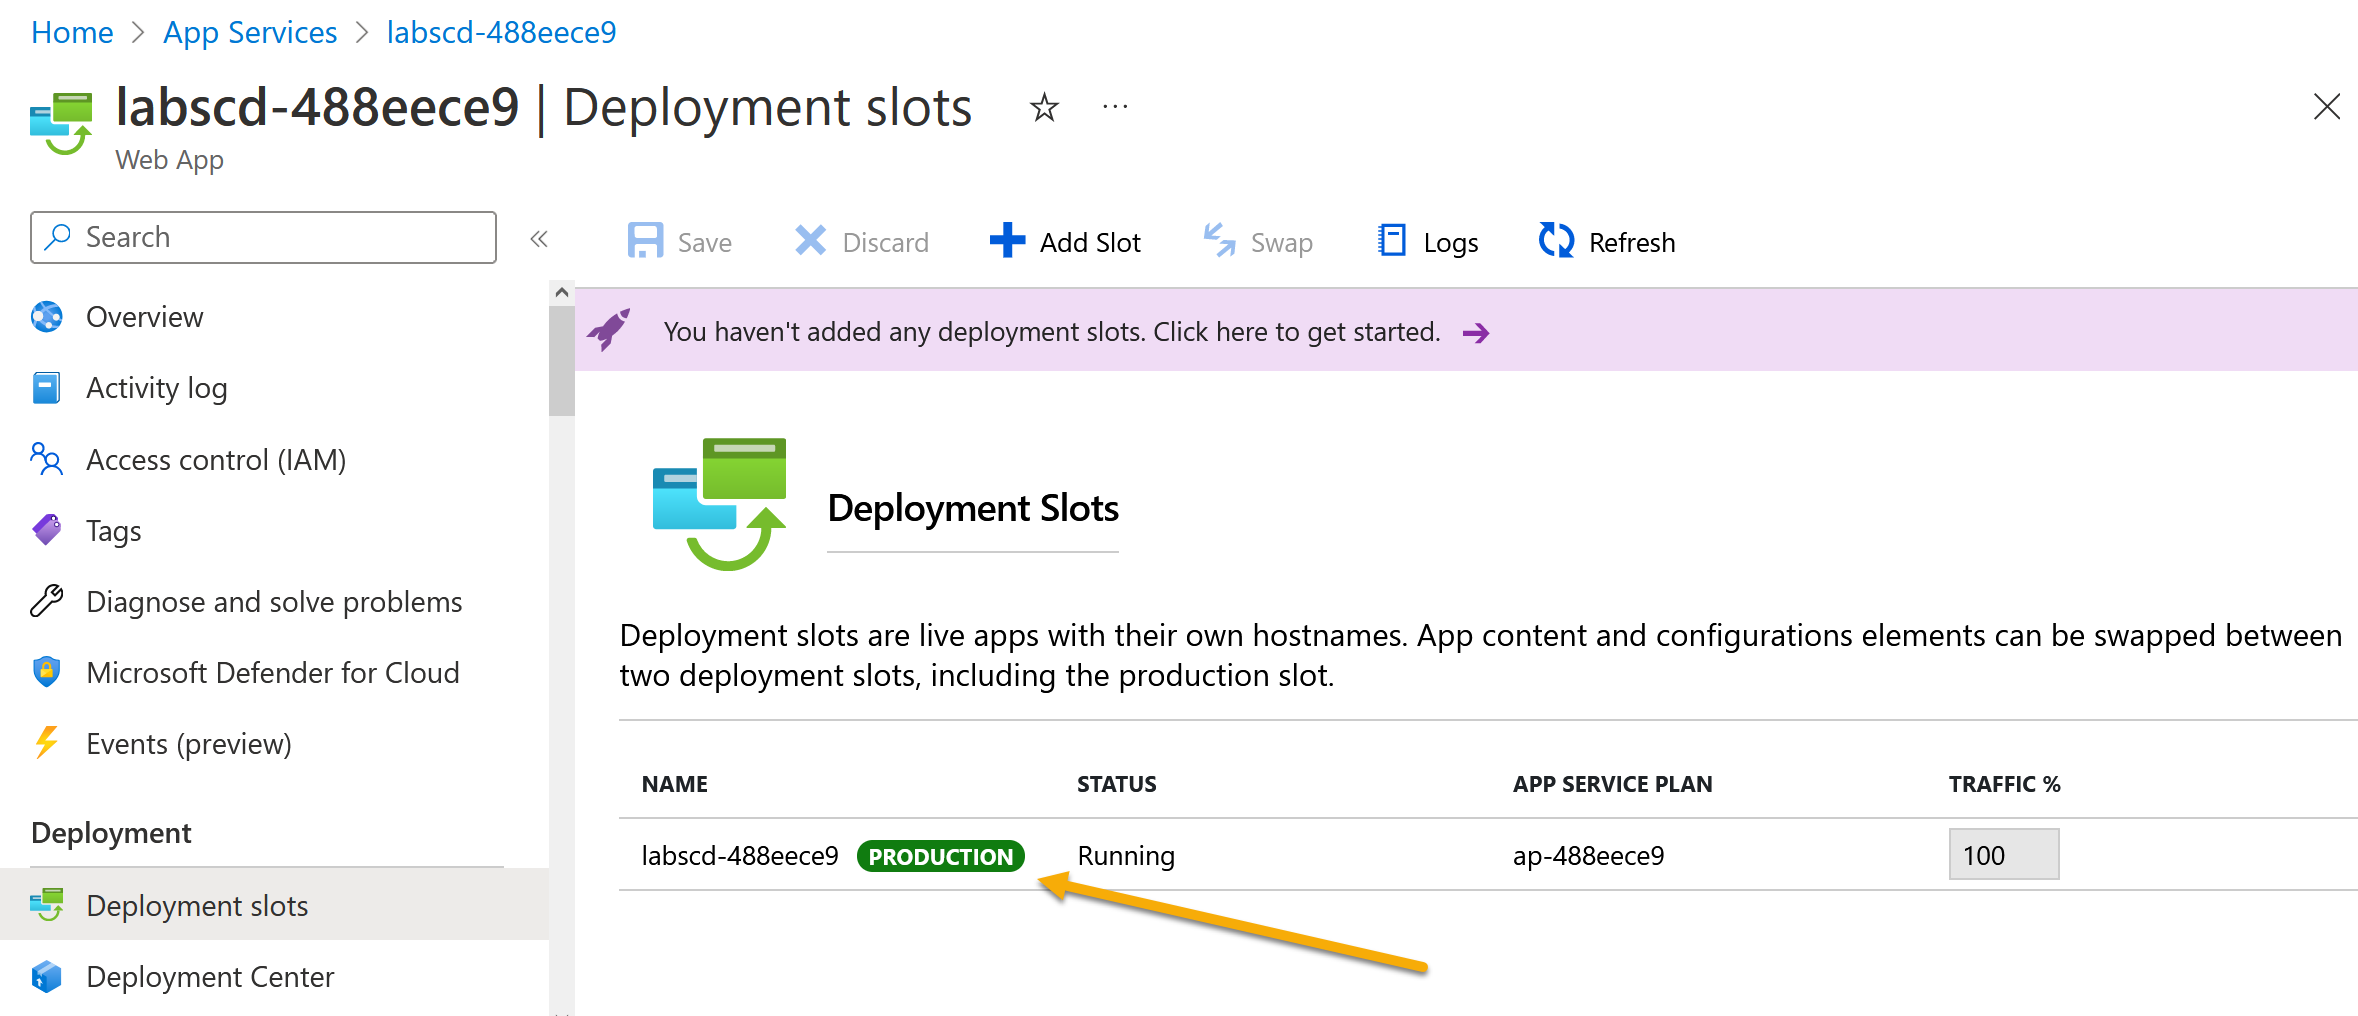 Home > App Services > labscd-488eece9
labscd-488eece9 | Deployment slots
Web App
Search
Save
Discard
Add Slot
Swap
Logs
Refresh
Overview
Activity log
Access control (IAM)
Tags
Diagnose and solve problems
Microsoft Defender for Cloud
Events (preview)
Deployment
Deployment slots
Deployment Center
You haven't added any deployment slots. Click here to get started.
Deployment Slots
Deployment slots are live apps with their own hostnames. App content and configurations elements can be swapped between
two deployment slots, including the production slot.
NAME STATUS APP SERVICE PLAN TRAFFIC %
labscd-488eece9 PRODUCTION Running ap-488eece9 100